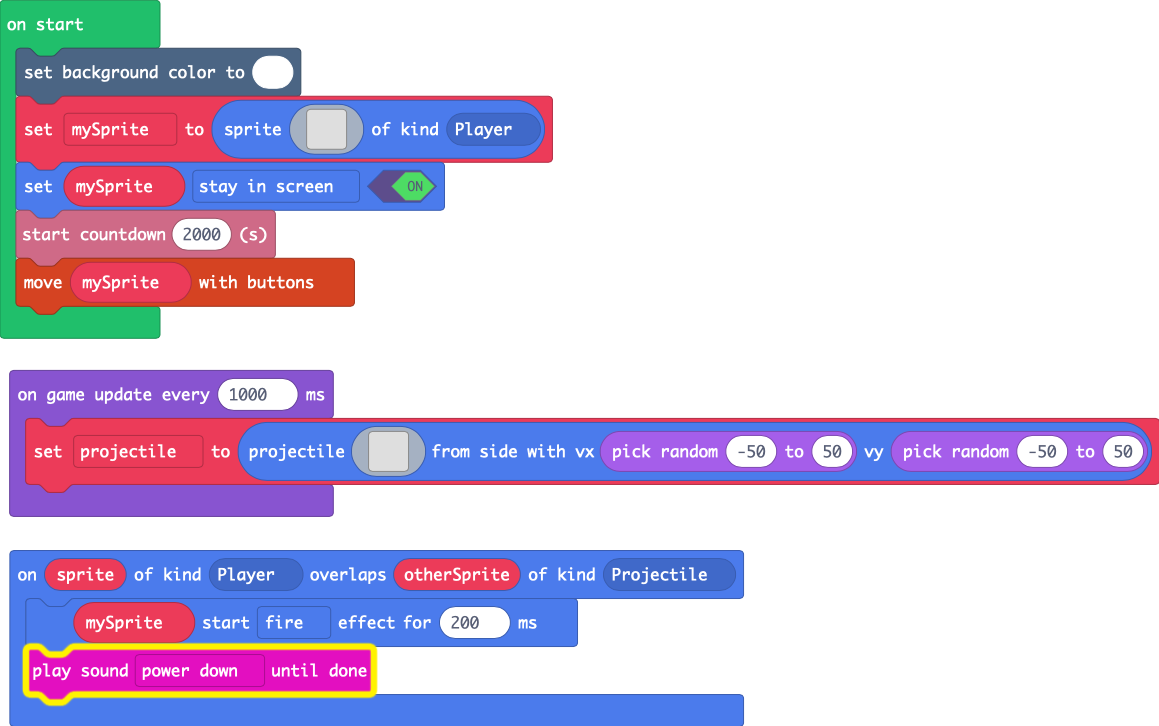 on start
set background color to
set mySprite to sprite of kind Player
set mySprite stay in screen ON
start countdown 2000 (s)
move mySprite with buttons
on game update every 1000 ms
set projectile to projectile from side with vx pick random -50 to 50 vy pick random -50 to 50
on sprite of kind Player overlaps otherSprite of kind Projectile
mySprite start fire effect for 200 ms
play sound power down until done